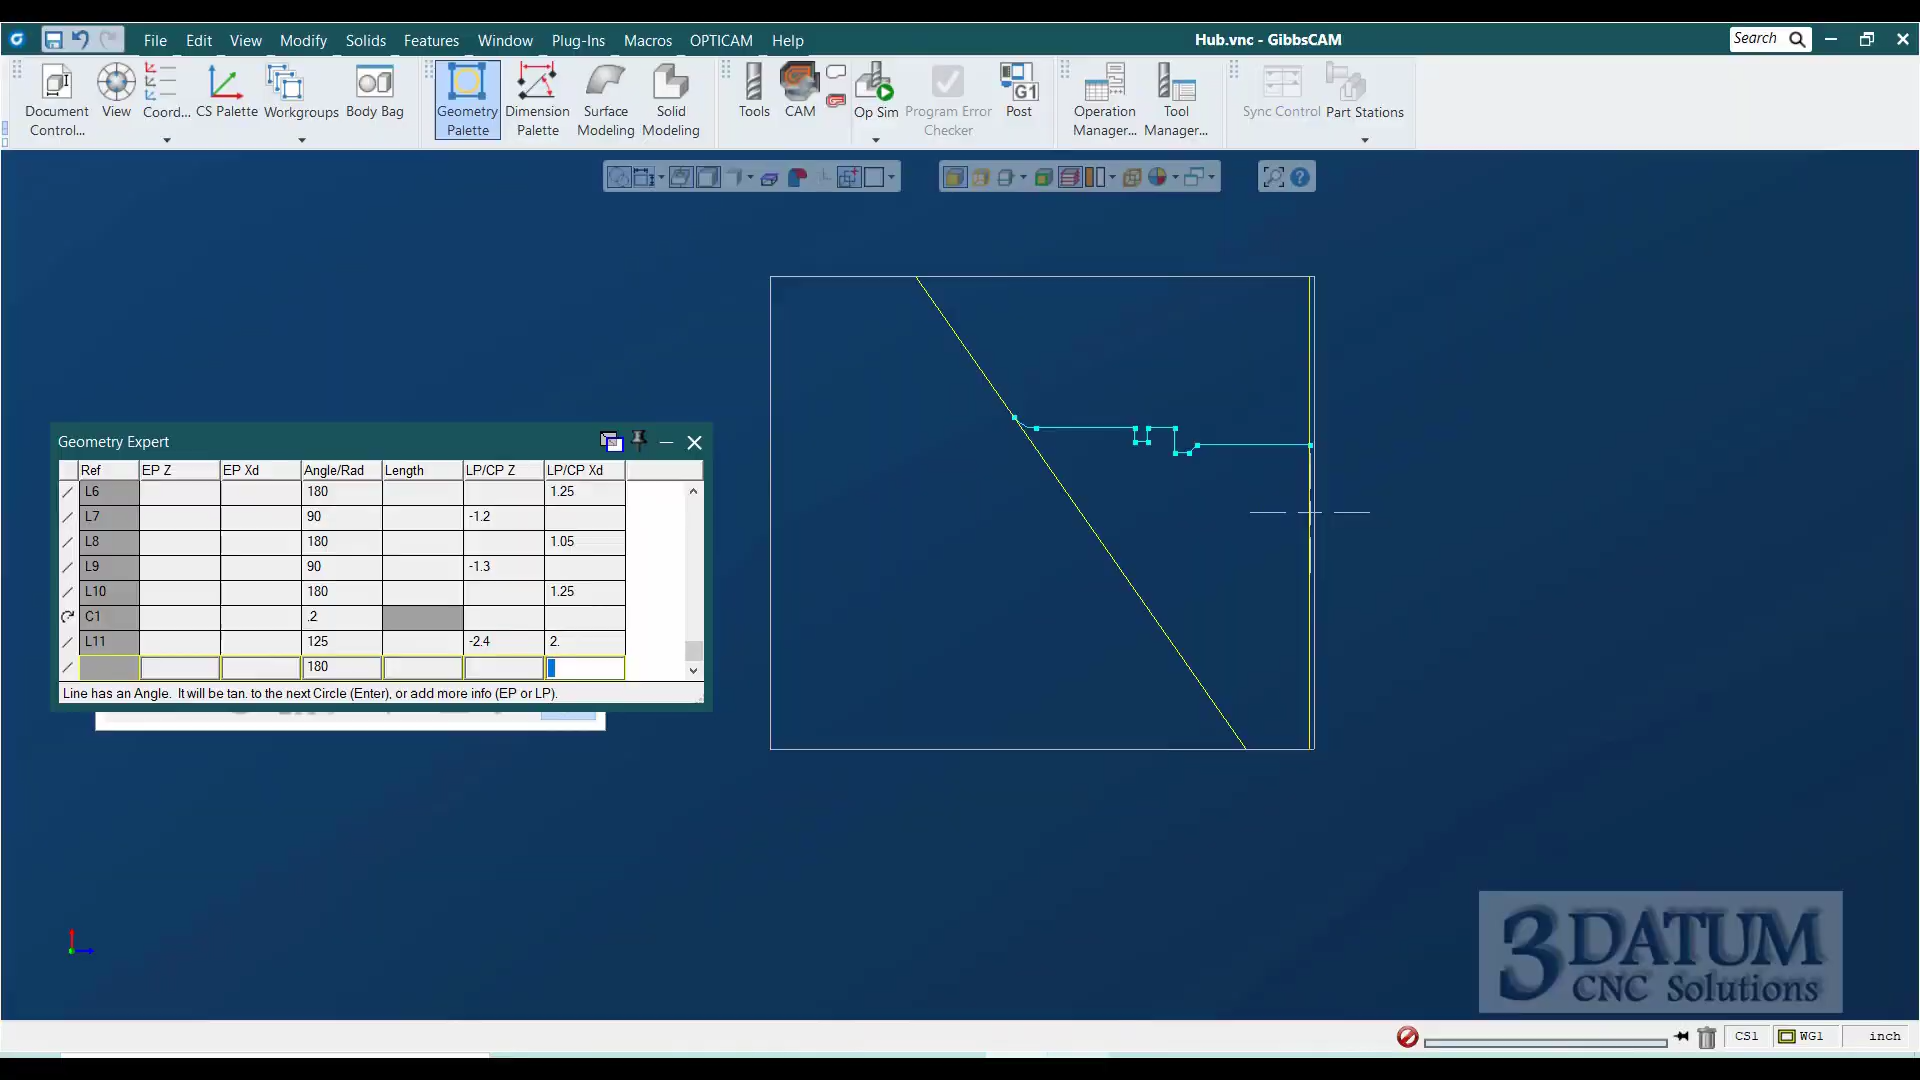 Hub.vnc - GibbsCAM
File Edit View Modify Solids Features Window Plug-Ins Macros OPTICAM Help
Search
Document Control...
View
Coord...
CS Palette
Workgroups
Body Bag
Geometry Palette
Dimension Palette
Surface Modeling
Solid Modeling
Tools
CAM
Op Sim
Program Error Checker
G1
Post
Operation Manager...
Tool Manager...
Sync Control
Part Stations
Geometry Expert
Ref EP Z EP Xd Angle/Rad Length LP/CP Z LP/CP Xd
L6 180 1.25
L7 90 -1.2
L8 180 1.05
L9 90 -1.3
L10 180 1.25
C1 .2
L11 125 -2.4 2.
180
Line has an Angle. It will be tan. to the next Circle (Enter), or add more info (EP or LP).
3DATUM
CNC Solutions
CS1 WG1 inch